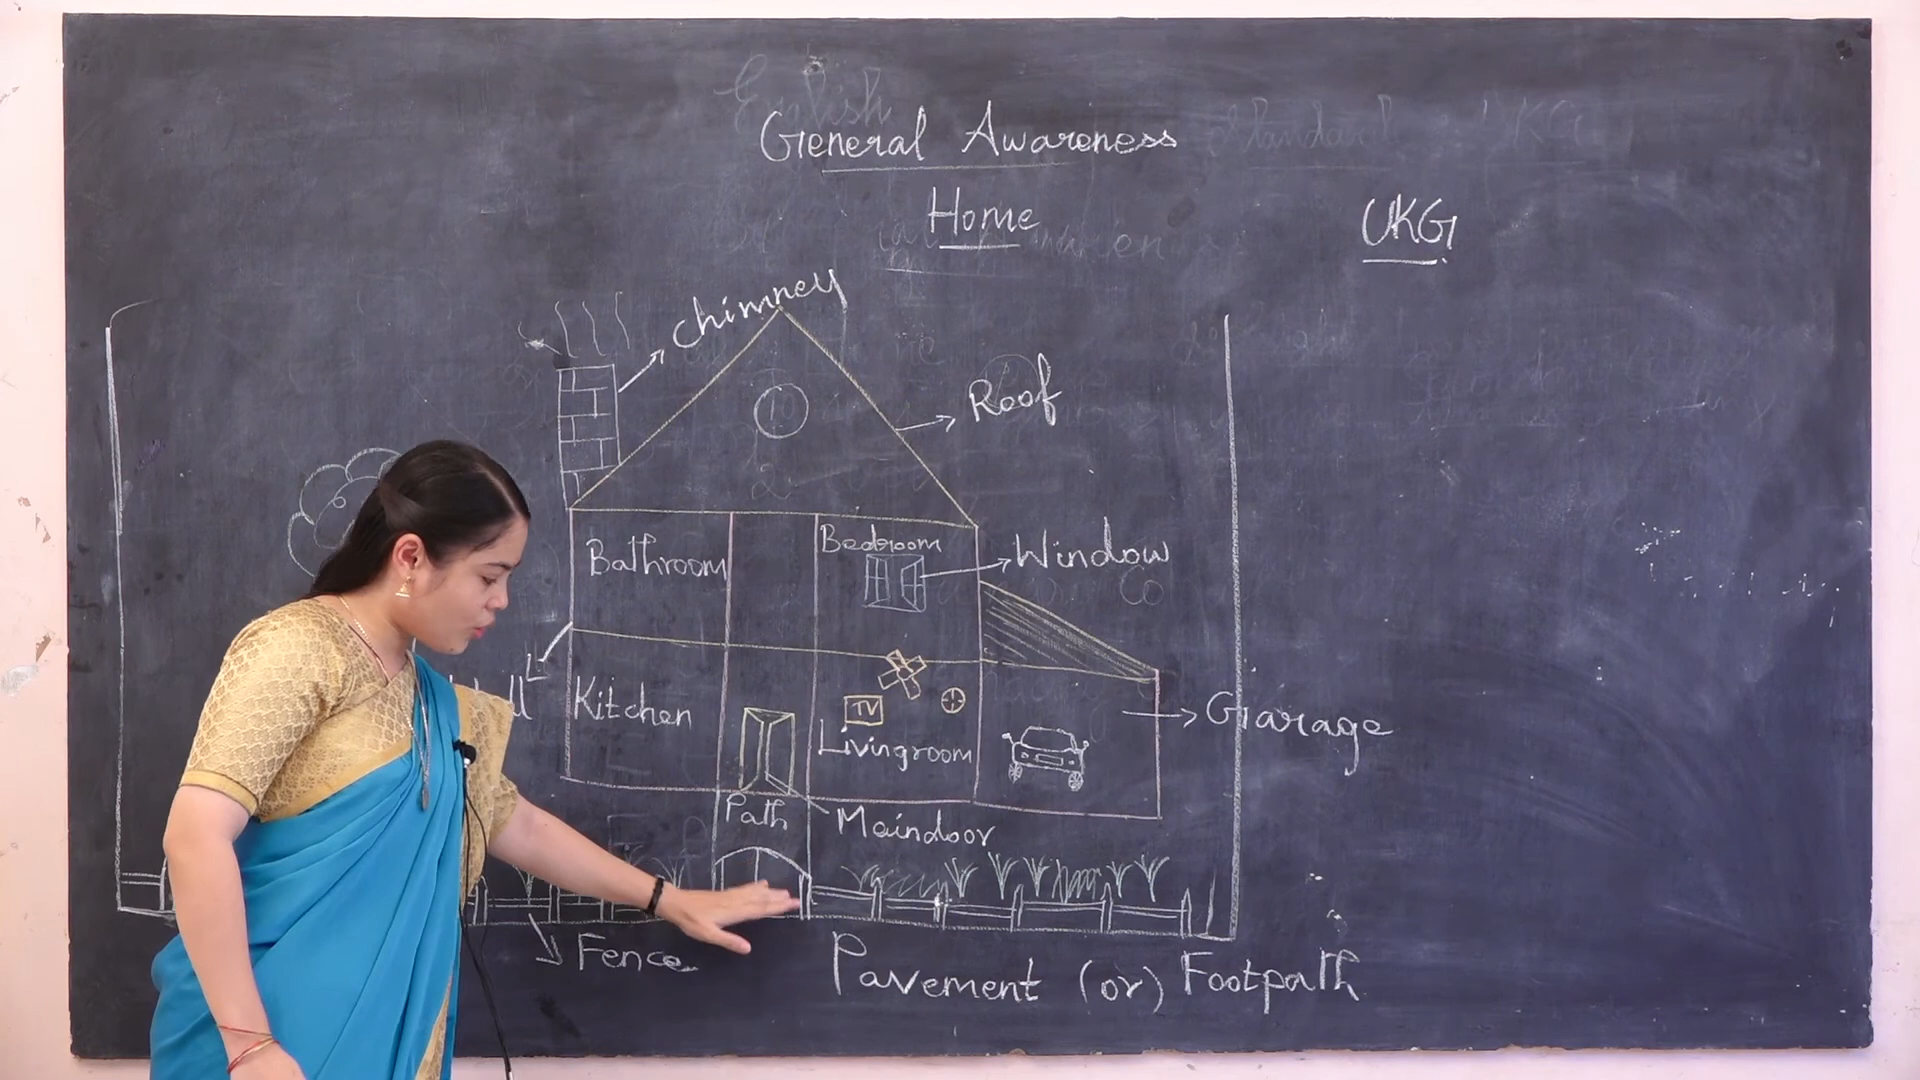 General Awareness
Home
UKG
chimney
Roof
Bathroom
Bedroom
Window
Kitchen
TV
Livingroom
Garage
Path
Maindoor
Fence
Pavement (or) Footpath